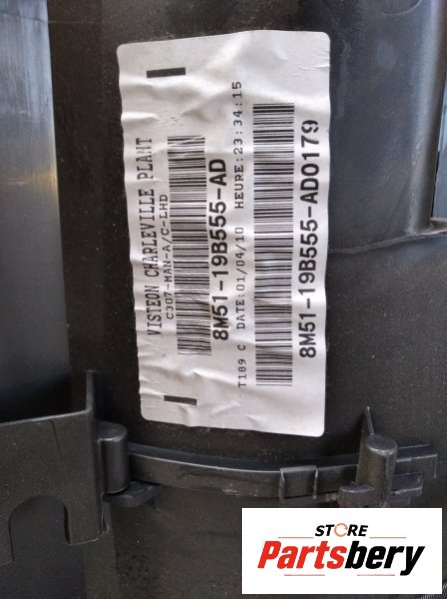 VISTEON CHARLEVILLE PLANT
C307-MAN-A/C-LHD
8M51-19B555-AD
T189 C DATE:01/04/10 HEURE:23:34:15
8M51-19B555-AD0179
STORE
Partsbery